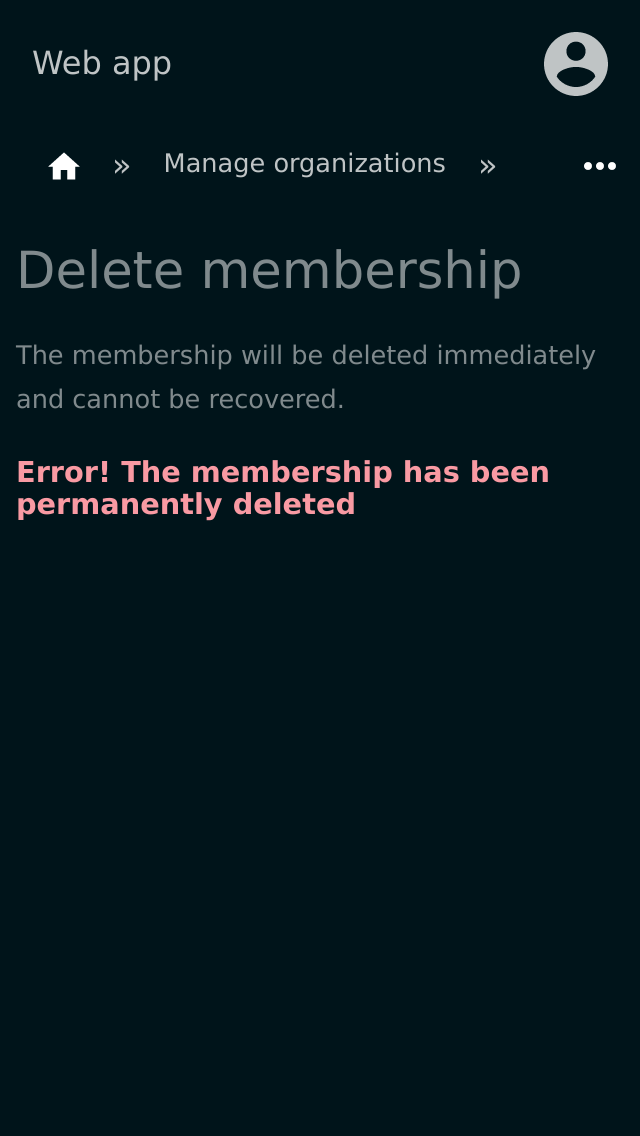 Web app
» Manage organizations »
Delete membership
The membership will be deleted immediately
and cannot be recovered.
Error! The membership has been
permanently deleted